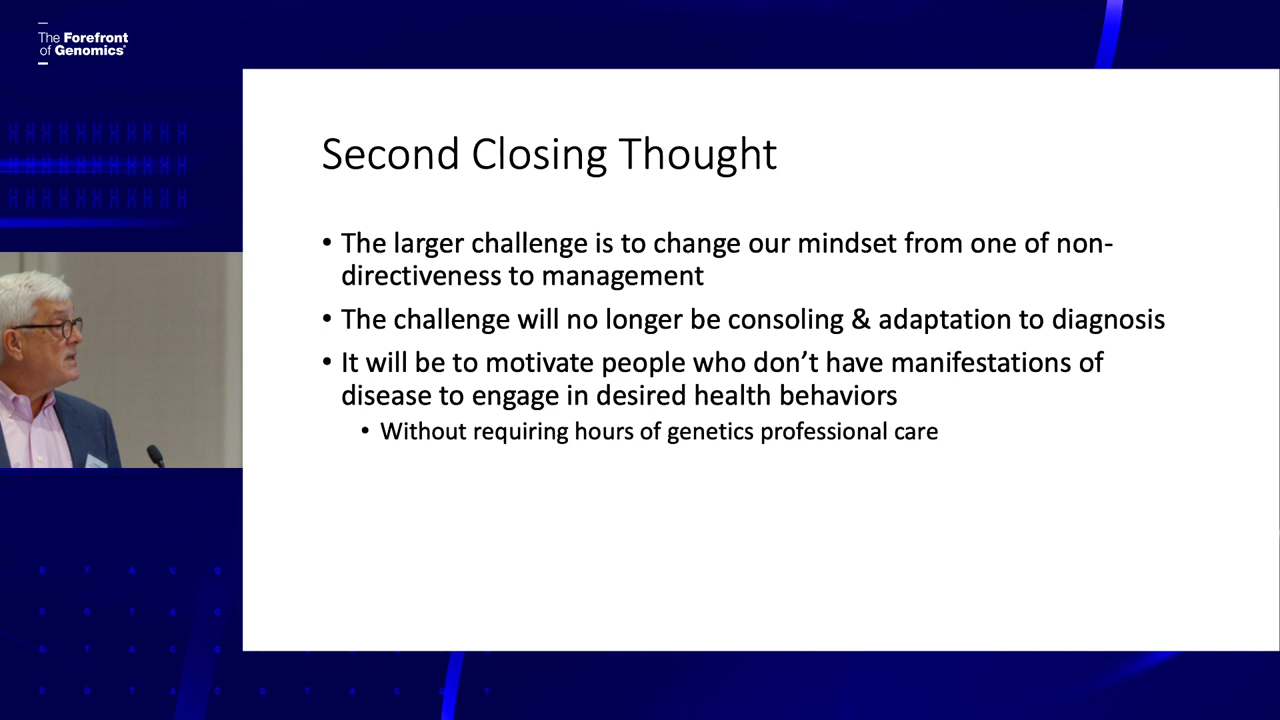 The Forefront
of Genomics®
Second Closing Thought
• The larger challenge is to change our mindset from one of non-
directiveness to management
• The challenge will no longer be consoling & adaptation to diagnosis
• It will be to motivate people who don’t have manifestations of
disease to engage in desired health behaviors
• Without requiring hours of genetics professional care